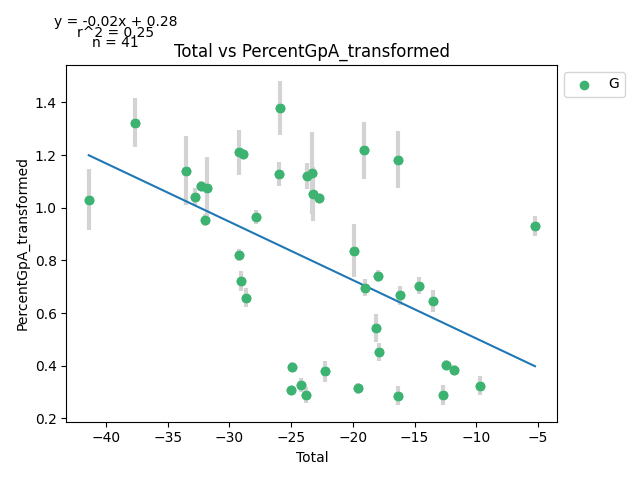 y = -0.02x + 0.28
r^2 = 0.25
n = 41
Total vs PercentGpA_transformed
G
PercentGpA_transformed
1.4
1.2
1.0
0.8
0.6
0.4
0.2
−40 −35 −30 −25 −20 −15 −10 −5
Total